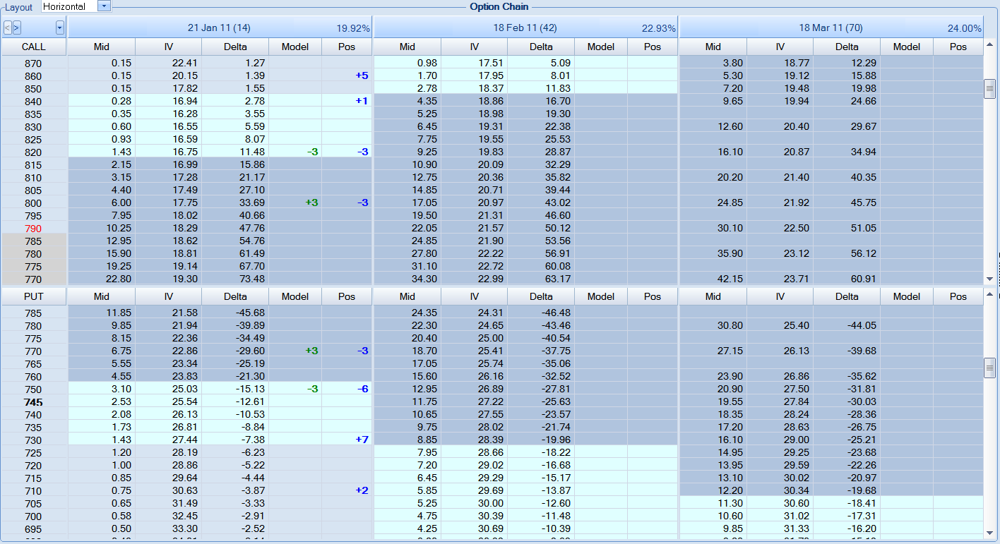 Layout Horizontal Option Chain
< > 21 Jan 11 (14) 19.92% 18 Feb 11 (42) 22.93% 18 Mar 11 (70) 24.00%
CALL Mid IV Delta Model Pos Mid IV Delta Model Pos Mid IV Delta Model Pos
870 0.15 22.41 1.27 0.98 17.51 5.09 3.80 18.77 12.29
860 0.15 20.15 1.39 +5 1.70 17.95 8.01 5.30 19.12 15.88
850 0.15 17.82 1.55 2.78 18.37 11.83 7.20 19.48 19.98
840 0.28 16.94 2.78 +1 4.35 18.86 16.70 9.65 19.94 24.66
835 0.35 16.28 3.55 5.25 18.98 19.30
830 0.60 16.55 5.59 6.45 19.31 22.38 12.60 20.40 29.67
825 0.93 16.59 8.07 7.75 19.55 25.53
820 1.43 16.75 11.48 -3 -3 9.25 19.83 28.87 16.10 20.87 34.94
815 2.15 16.99 15.86 10.90 20.09 32.29
810 3.15 17.28 21.17 12.75 20.36 35.82 20.20 21.40 40.35
805 4.40 17.49 27.10 14.85 20.71 39.44
800 6.00 17.75 33.69 +3 -3 17.05 20.97 43.02 24.85 21.92 45.75
795 7.95 18.02 40.66 19.50 21.31 46.60
790 10.25 18.29 47.76 22.05 21.57 50.12 30.10 22.50 51.05
785 12.95 18.62 54.76 24.85 21.90 53.56
780 15.90 18.81 61.49 27.80 22.22 56.91 35.90 23.12 56.12
775 19.25 19.14 67.70 31.10 22.72 60.08
770 22.80 19.30 73.48 34.30 22.99 63.17 42.15 23.71 60.91
PUT Mid IV Delta Model Pos Mid IV Delta Model Pos Mid IV Delta Model Pos
785 11.85 21.58 -45.68 24.35 24.31 -46.48
780 9.85 21.94 -39.89 22.30 24.65 -43.46 30.80 25.40 -44.05
775 8.15 22.36 -34.49 20.40 25.00 -40.54
770 6.75 22.86 -29.60 +3 -3 18.70 25.41 -37.75 27.15 26.13 -39.68
765 5.55 23.34 -25.19 17.05 25.74 -35.06
760 4.55 23.83 -21.30 15.60 26.16 -32.52 23.90 26.86 -35.62
750 3.10 25.03 -15.13 -3 -6 12.95 26.89 -27.81 20.90 27.50 -31.81
745 2.53 25.54 -12.61 11.75 27.22 -25.63 19.55 27.84 -30.03
740 2.08 26.13 -10.53 10.65 27.55 -23.57 18.35 28.24 -28.36
735 1.73 26.81 -8.84 9.75 28.02 -21.74 17.20 28.63 -26.75
730 1.43 27.44 -7.38 +7 8.85 28.39 -19.96 16.10 29.00 -25.21
725 1.20 28.19 -6.23 7.95 28.66 -18.22 14.95 29.25 -23.68
720 1.00 28.86 -5.22 7.20 29.02 -16.68 13.95 29.59 -22.26
715 0.85 29.64 -4.44 6.45 29.29 -15.17 13.10 30.02 -20.97
710 0.75 30.63 -3.87 +2 5.85 29.69 -13.87 12.20 30.34 -19.68
705 0.65 31.49 -3.33 5.25 30.00 -12.60 11.30 30.60 -18.41
700 0.58 32.45 -2.91 4.75 30.39 -11.48 10.60 31.02 -17.31
695 0.50 33.30 -2.52 4.25 30.69 -10.39 9.85 31.33 -16.20